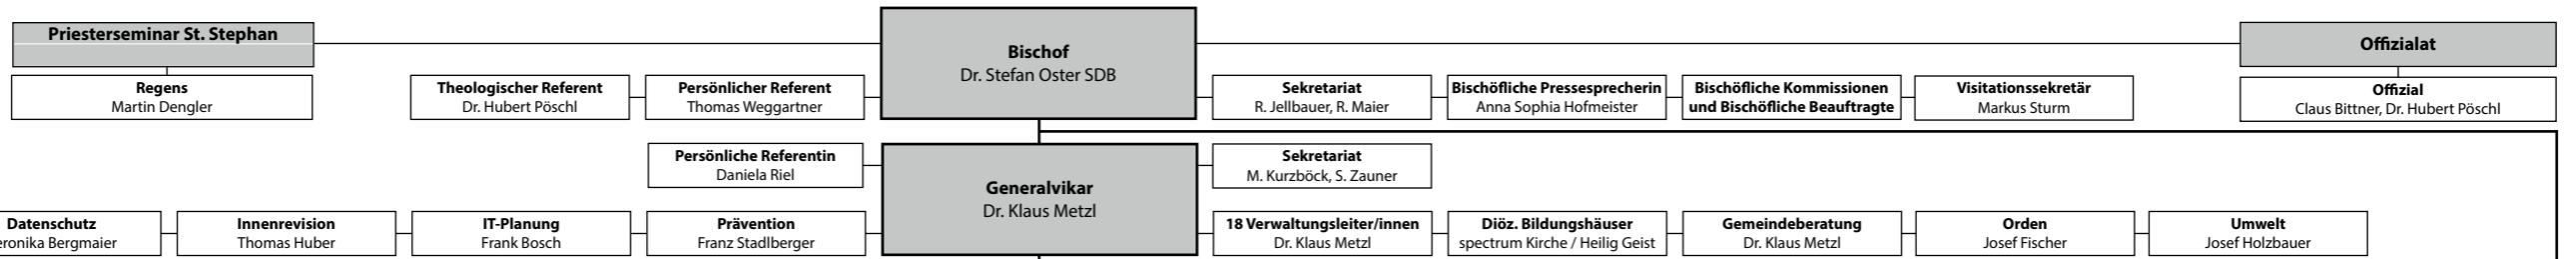 Priesterseminar St. Stephan
Bischof
Dr. Stefan Oster SDB
Offizialat
Regens
Martin Dengler
Theologischer Referent
Dr. Hubert Pöschl
Persönlicher Referent
Thomas Weggartner
Sekretariat
R. Jellbauer, R. Maier
Bischöfliche Pressesprecherin
Anna Sophia Hofmeister
Bischöfliche Kommissionen
und Bischöfliche Beauftragte
Visitationssekretär
Markus Sturm
Offizial
Claus Bittner, Dr. Hubert Pöschl
Persönliche Referentin
Daniela Riel
Generalvikar
Dr. Klaus Metzl
Sekretariat
M. Kurzböck, S. Zauner
Datenschutz
eronika Bergmaier
Innenrevision
Thomas Huber
IT-Planung
Frank Bosch
Prävention
Franz Stadlberger
18 Verwaltungsleiter/innen
Dr. Klaus Metzl
Diöz. Bildungshäuser
spectrum Kirche / Heilig Geist
Gemeindeberatung
Dr. Klaus Metzl
Orden
Josef Fischer
Umwelt
Josef Holzbauer